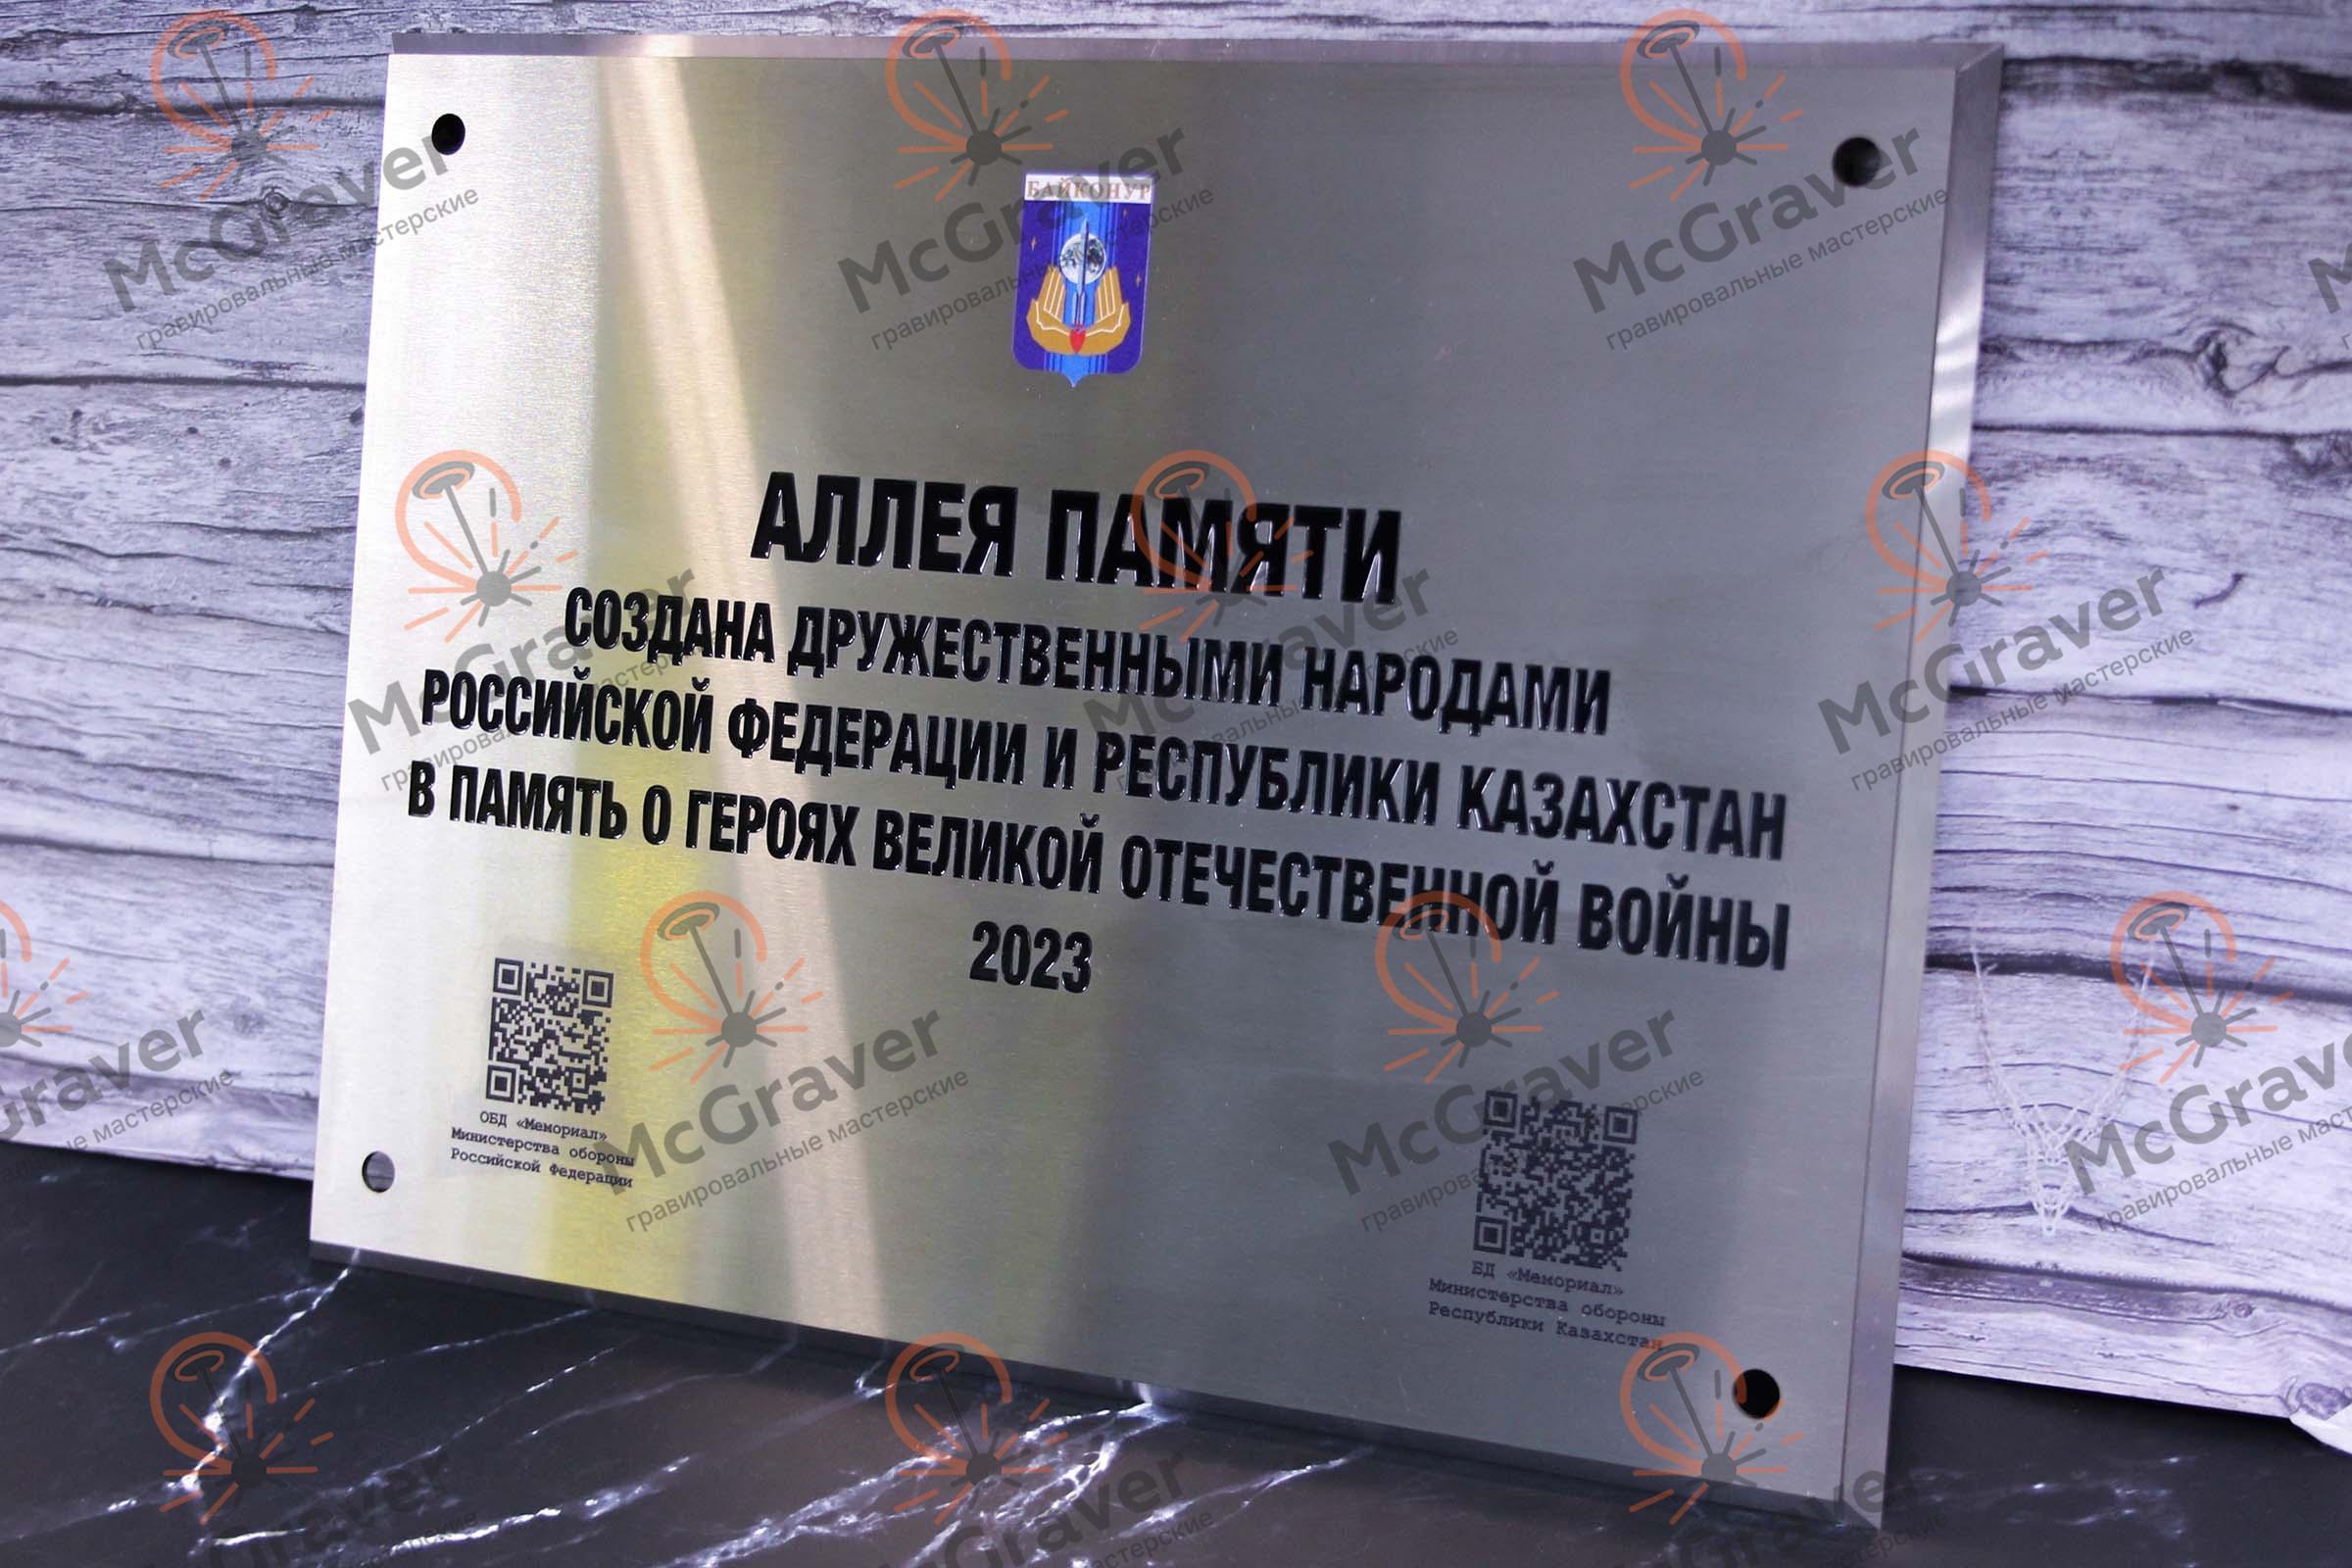 БАЙКОНУР
АЛЛЕЯ ПАМЯТИ
СОЗДАНА ДРУЖЕСТВЕННЫМИ НАРОДАМИ
РОССИЙСКОЙ ФЕДЕРАЦИИ И РЕСПУБЛИКИ КАЗАХСТАН
В ПАМЯТЬ О ГЕРОЯХ ВЕЛИКОЙ ОТЕЧЕСТВЕННОЙ ВОЙНЫ
2023
ОБД «Мемориал»
Министерства обороны
Российской Федерации
БД «Мемориал»
Министерства обороны
Республики Казахстан
McGraver
гравировальные мастерские